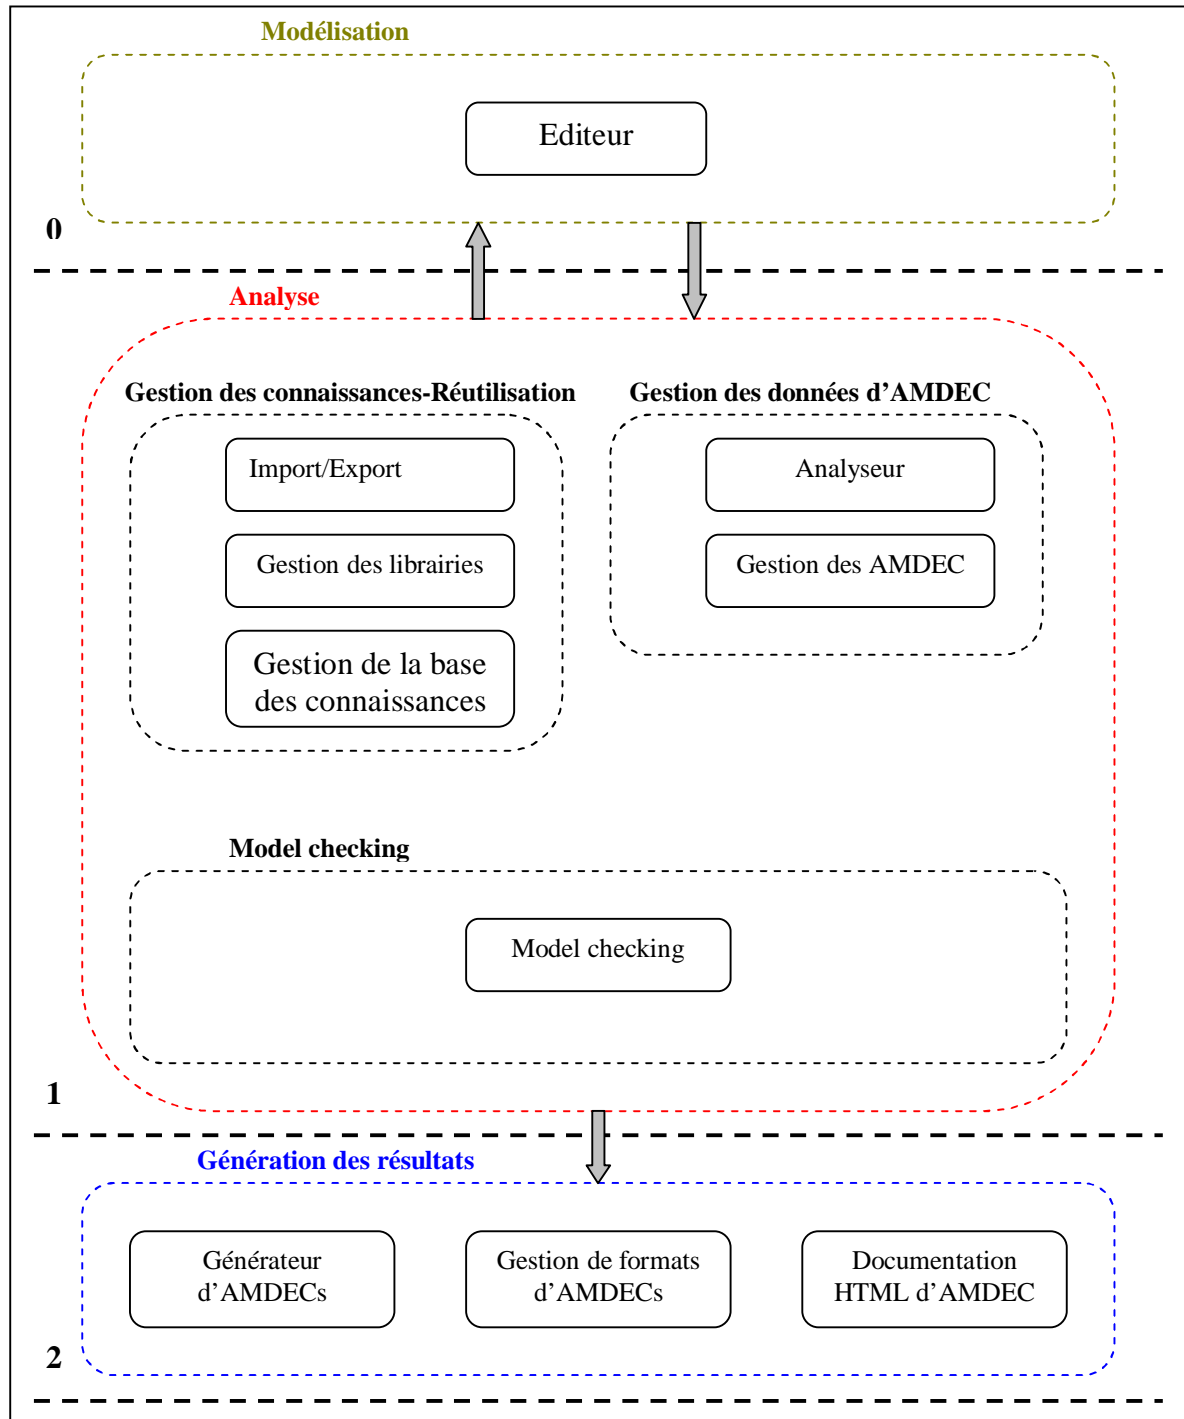 Modélisation
Editeur
0
Analyse
Gestion des connaissances-Réutilisation
Gestion des données d’AMDEC
Import/Export
Analyseur
Gestion des librairies
Gestion des AMDEC
Gestion de la base
des connaissances
Model checking
Model checking
1
Génération des résultats
Générateur
d’AMDECs
Gestion de formats
d’AMDECs
Documentation
HTML d’AMDEC
2